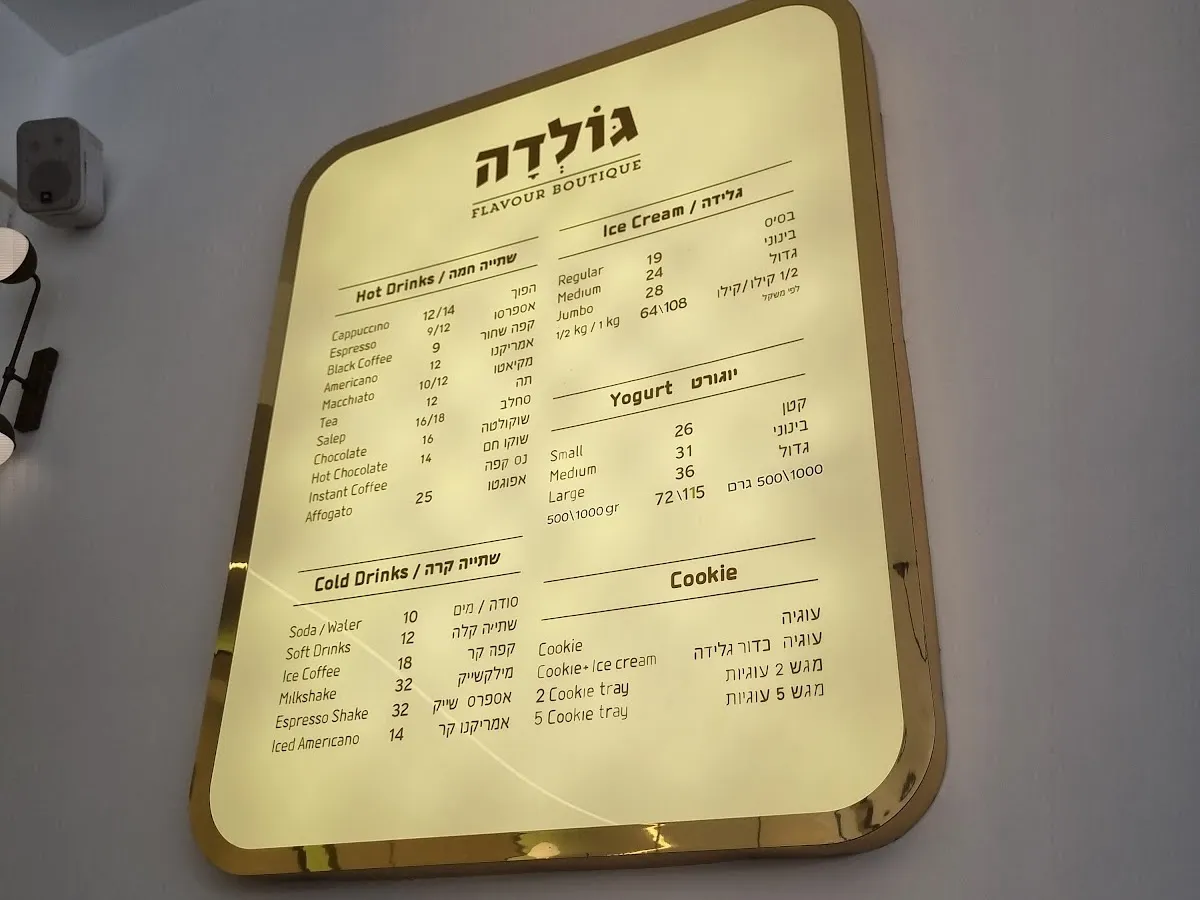 גּוֹלְדָה
FLAVOUR BOUTIQUE
Hot Drinks / שתייה חמה
Cappuccino 12/14 הפוך
Espresso 9/12 אספרסו
Black Coffee 9 קפה שחור
Americano 12 אמריקנו
Macchiato 10/12 מקיאטו
Tea 12 תה
Salep 16/18 סחלב
Chocolate 16 שוקולטה
Hot Chocolate 14 שוקו חם
Instant Coffee נס קפה
Affogato 25 אפוגטו
Cold Drinks / שתייה קרה
Soda / Water 10 סודה / מים
Soft Drinks 12 שתייה קלה
Ice Coffee 18 קפה קר
Milkshake 32 מילקשייק
Espresso Shake 32 אספרסו שייק
Iced Americano 14 אמריקנו קר
Ice Cream / גלידה
Regular 19 בסיס
Medium 24 בינוני
Jumbo 28 גדול
1/2 kg / 1 kg 64\108 1/2 קילו / קילו
לפי משקל
Yogurt יוגורט
Small 26 קטן
Medium 31 בינוני
Large 36 גדול
500\1000 gr 72\115 500\1000 גרם
Cookie
Cookie עוגיה
Cookie+ Ice cream עוגיה כדור גלידה
2 Cookie tray מגש 2 עוגיות
5 Cookie tray מגש 5 עוגיות